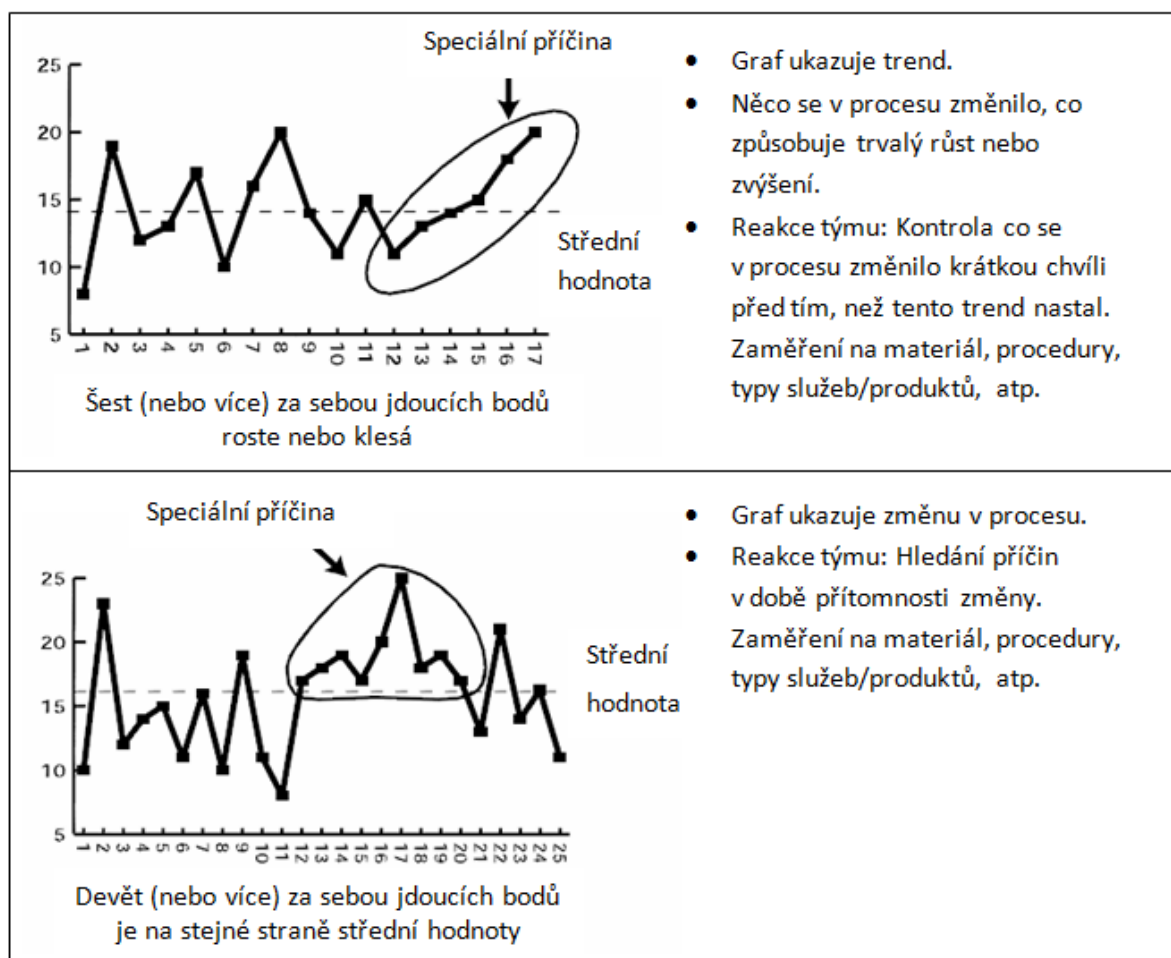 Speciální příčina
25
20
15
10
5
1 2 3 4 5 6 7 8 9 10 11 12 13 14 15 16 17
Střední
hodnota
Šest (nebo více) za sebou jdoucích bodů
roste nebo klesá
• Graf ukazuje trend.
• Něco se v procesu změnilo, co
způsobuje trvalý růst nebo
zvýšení.
• Reakce týmu: Kontrola co se
v procesu změnilo krátkou chvíli
před tím, než tento trend nastal.
Zaměření na materiál, procedury,
typy služeb/produktů, atp.
Speciální příčina
25
20
15
10
5
1 2 3 4 5 6 7 8 9 10 11 12 13 14 15 16 17 18 19 20 21 22 23 24 25
Střední
hodnota
Devět (nebo více) za sebou jdoucích bodů
je na stejné straně střední hodnoty
• Graf ukazuje změnu v procesu.
• Reakce týmu: Hledání příčin
v době přítomnosti změny.
Zaměření na materiál, procedury,
typy služeb/produktů, atp.